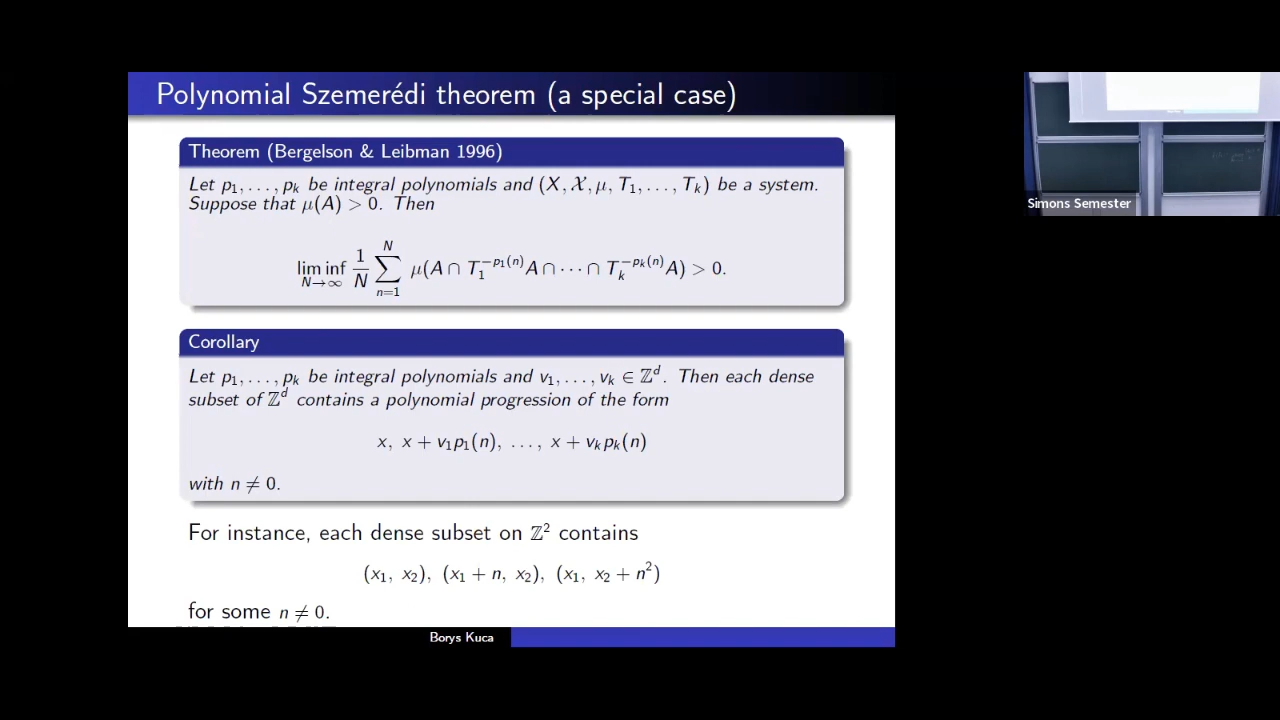 Polynomial Szemerédi theorem (a special case)
Theorem (Bergelson & Leibman 1996)
Let p₁, . . . , pₖ be integral polynomials and (X, 𝒳, μ, T₁, . . . , Tₖ) be a system.
Suppose that μ(A) > 0. Then
lim inf_{N→∞} 1/N ∑_{n=1}^{N} μ(A ∩ T₁^{−p₁(n)}A ∩ · · · ∩ Tₖ^{−pₖ(n)}A) > 0.
Corollary
Let p₁, . . . , pₖ be integral polynomials and v₁, . . . , vₖ ∈ ℤᵈ. Then each dense
subset of ℤᵈ contains a polynomial progression of the form
x, x + v₁p₁(n), . . . , x + vₖpₖ(n)
with n ≠ 0.
For instance, each dense subset on ℤ² contains
(x₁, x₂), (x₁ + n, x₂), (x₁, x₂ + n²)
for some n ≠ 0.
Borys Kuca
Simons Semester